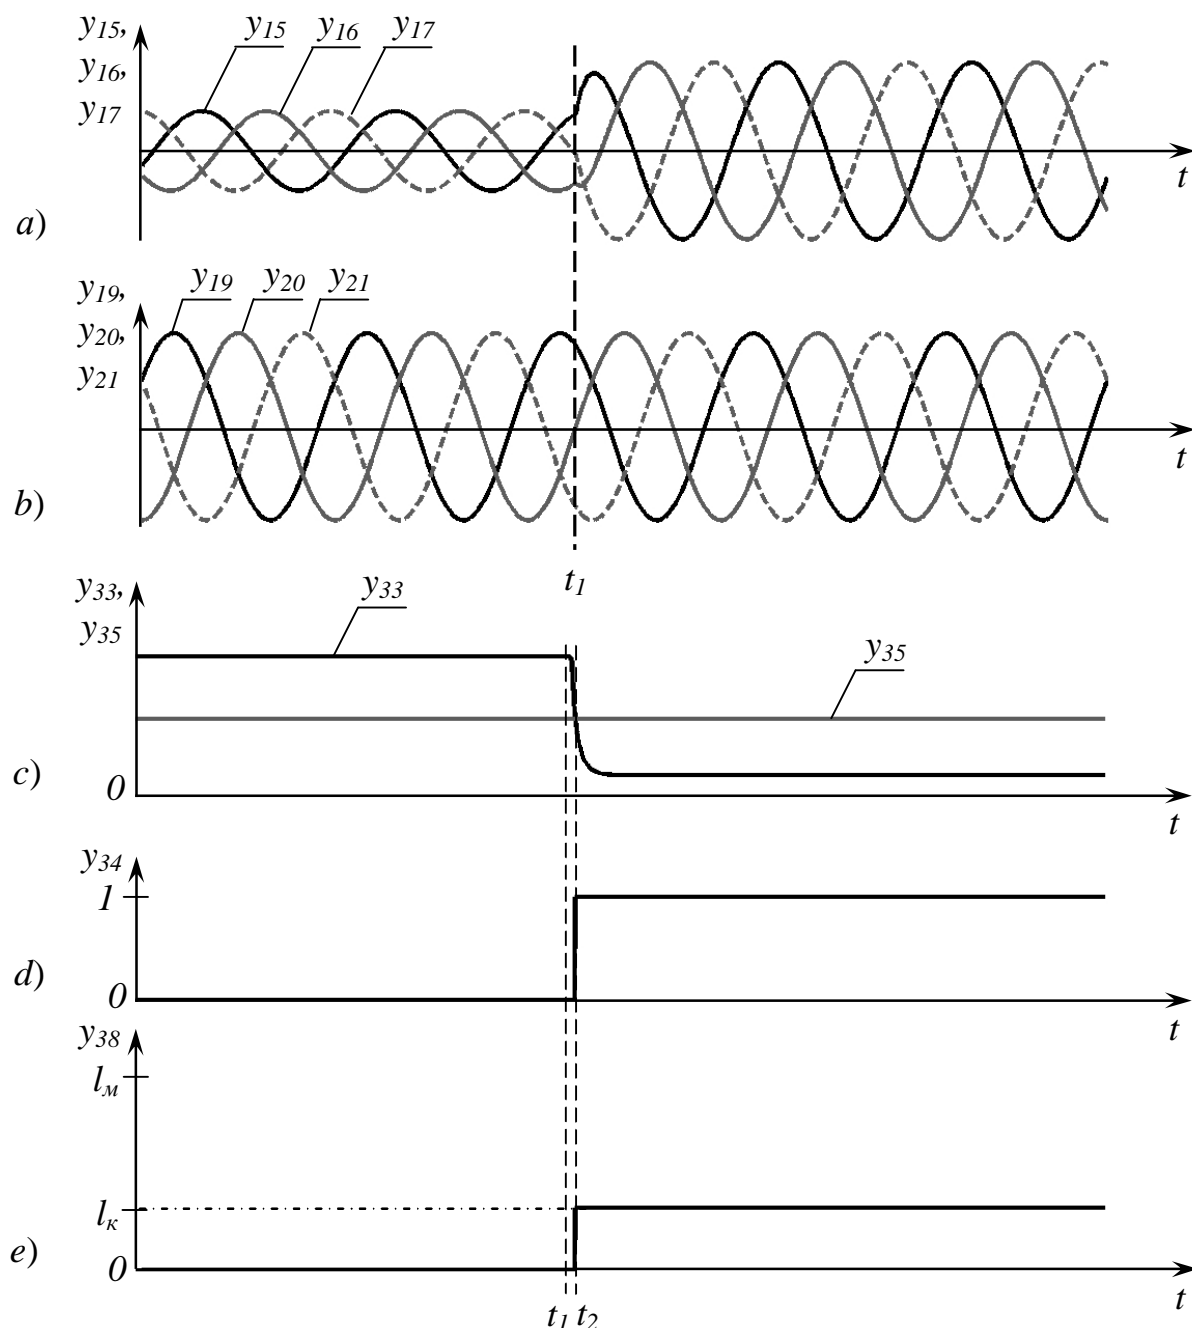 y15, y15 y16 y17
y16,
y17
t
a)
y19, y19 y20 y21
y20,
y21
t
b)
t1
y33, y33
y35 y35
c) 0
t
y34
1
d) 0
t
y38
lм
lк
e) 0
t
t1 t2